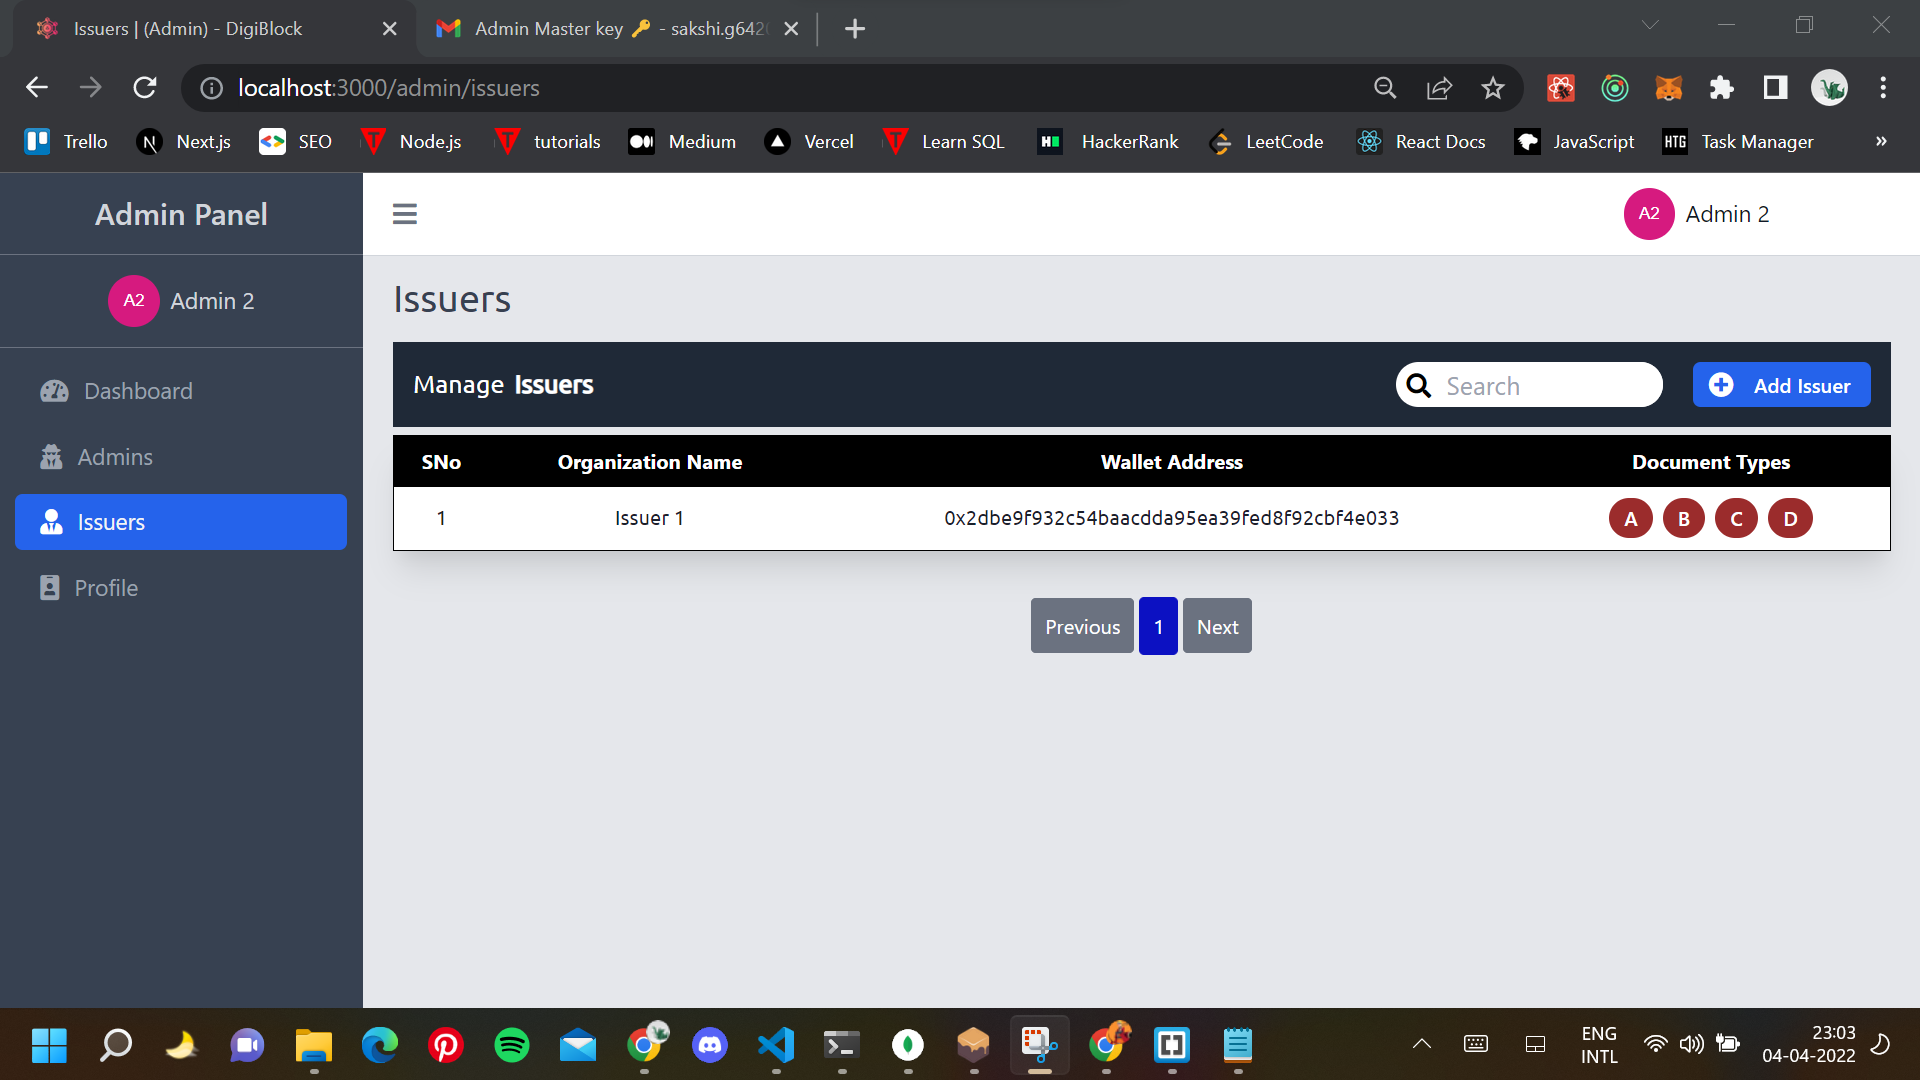 Issuers | (Admin) - DigiBlock
Admin Master key 🔑 - sakshi.g642
localhost:3000/admin/issuers
Trello
Next.js
SEO
Node.js
tutorials
Medium
Vercel
Learn SQL
HackerRank
LeetCode
React Docs
JavaScript
HTG
Task Manager
»
Admin Panel
A2 Admin 2
A2 Admin 2
Dashboard
Admins
Issuers
Profile
Issuers
Manage Issuers
Search
Add Issuer
SNo Organization Name Wallet Address Document Types
1 Issuer 1 0x2dbe9f932c54baacdda95ea39fed8f92cbf4e033 A B C D
Previous 1 Next
ENG
INTL
23:03
04-04-2022